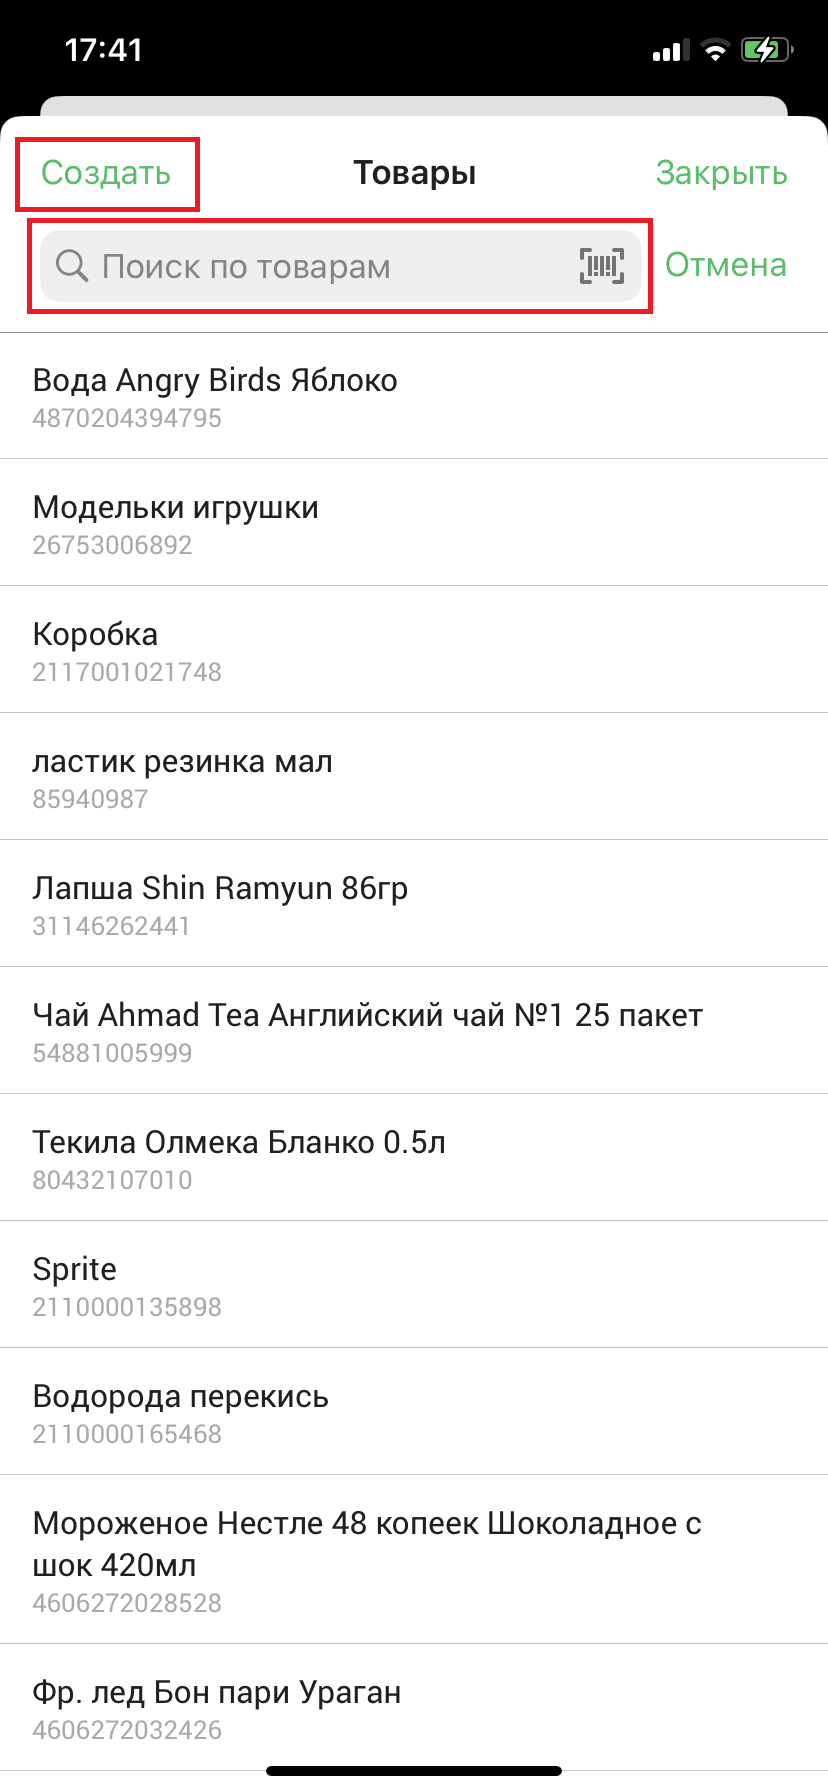 17:41
Создать Товары Закрыть
Поиск по товарам Отмена
Вода Angry Birds Яблоко
4870204394795
Модельки игрушки
26753006892
Коробка
2117001021748
ластик резинка мал
85940987
Лапша Shin Ramyun 86гр
31146262441
Чай Ahmad Tea Английский чай №1 25 пакет
54881005999
Текила Олмека Бланко 0.5л
80432107010
Sprite
2110000135898
Водорода перекись
2110000165468
Мороженое Нестле 48 копеек Шоколадное с
шок 420мл
4606272028528
Фр. лед Бон пари Ураган
4606272032426